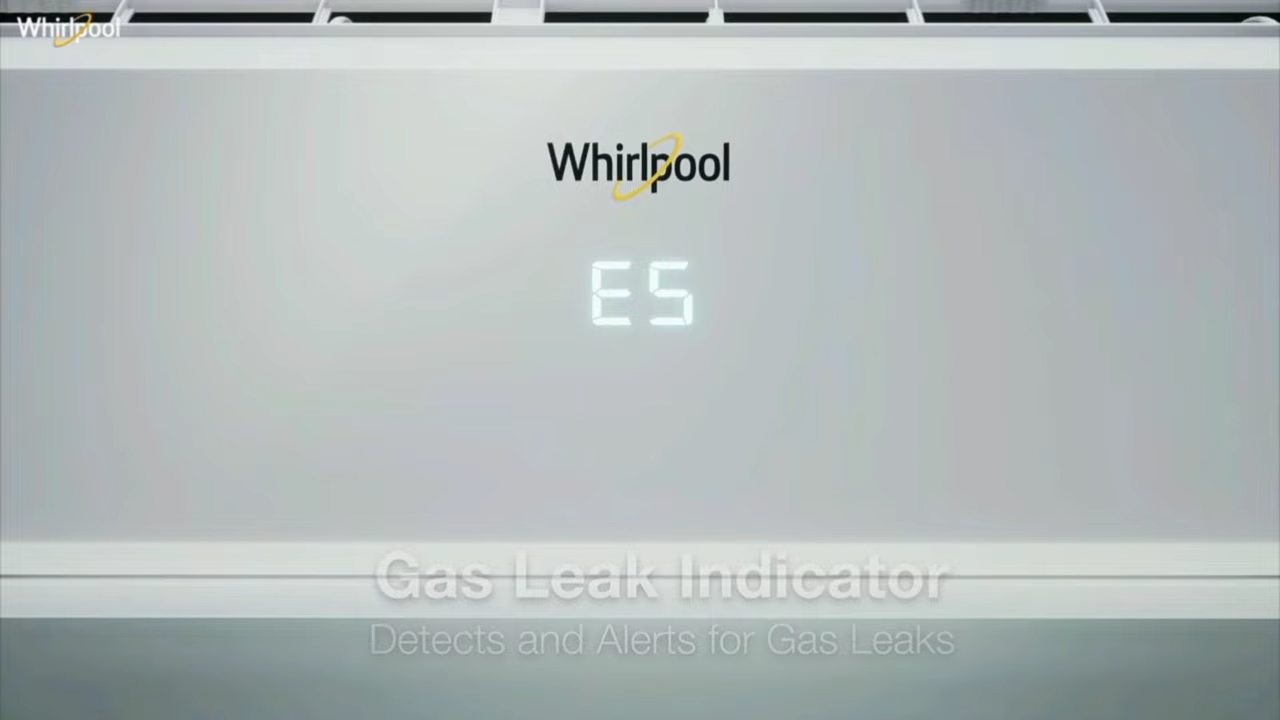 Whirlpool
Whirlpool
E5
Gas Leak Indicator
Detects and Alerts for Gas Leaks